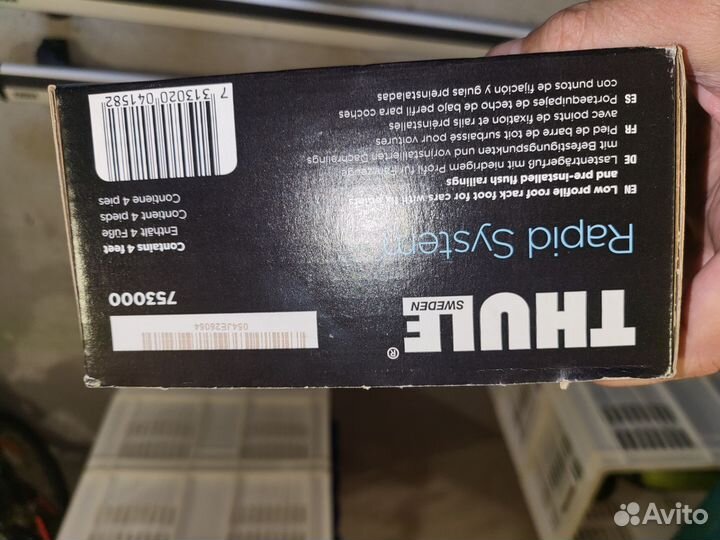 THULE®
SWEDEN
Rapid System
EN Low profile roof rack foot for cars with
and pre-installed flush railings
DE Lastenträgerfuß mit niedrigem Profil für Fahrzeuge
mit Befestigungspunkten und vorinstallierten Dachrelings
FR Pied de barre de toit surbaissé pour voitures
avec points de fixation et rails préinstallés
ES Portaequipajes de techo de bajo perfil para coches
con puntos de fijación y guías preinstaladas
054JE26064
753000
Contains 4 feet
Enthält 4 Füße
Contient 4 pieds
Contiene 4 pies
7 313020 041582
Avito